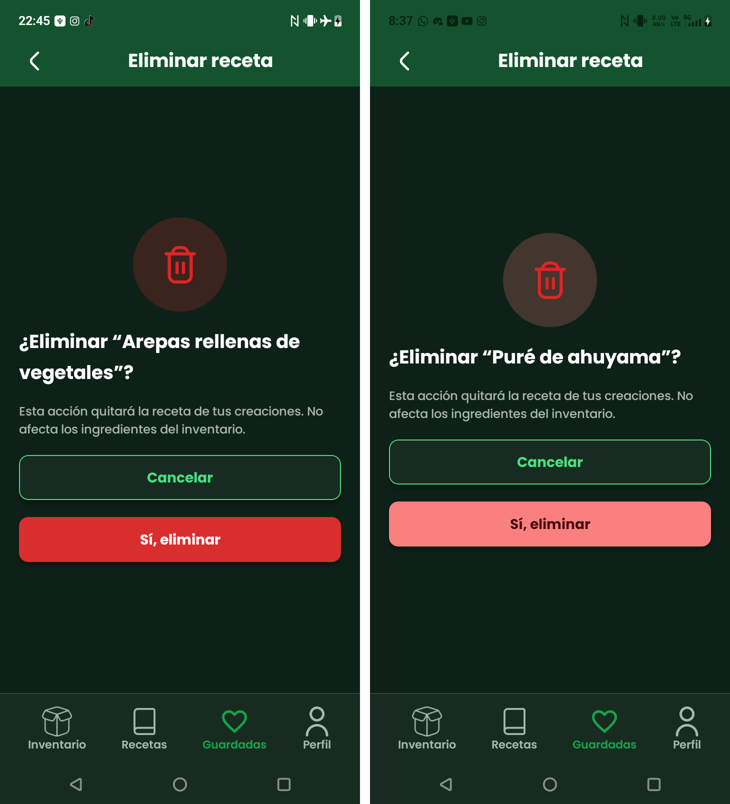 22:45
Eliminar receta
¿Eliminar “Arepas rellenas de
vegetales”?
Esta acción quitará la receta de tus creaciones. No
afecta los ingredientes del inventario.
Cancelar
Sí, eliminar
Inventario
Recetas
Guardadas
Perfil
8:37
Eliminar receta
¿Eliminar “Puré de ahuyama”?
Esta acción quitará la receta de tus creaciones. No
afecta los ingredientes del inventario.
Cancelar
Sí, eliminar
Inventario
Recetas
Guardadas
Perfil